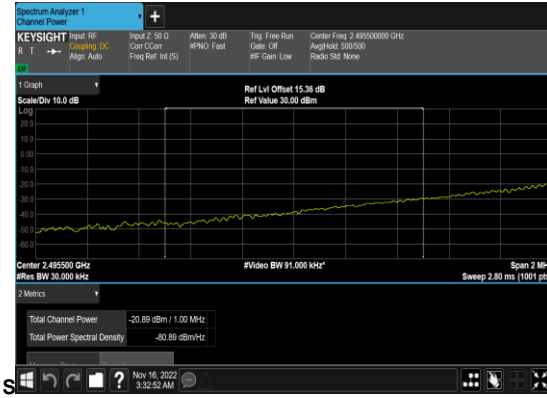 Spectrum Analyzer 1
Channel Power
+
KEYSIGHT
R T
Input: RF
Coupling: DC
Align: Auto
Input Z: 50 Ω
Corr CCorr
Freq Ref: Int (S)
Atten: 30 dB
#PNO: Fast
Trig: Free Run
Gate: Off
#IF Gain: Low
Center Freq: 2.495500000 GHz
Avg|Hold: 500/500
Radio Std: None
1 Graph
Scale/Div 10.0 dB
Ref Lvl Offset 15.36 dB
Ref Value 30.00 dBm
Log
20.0
10.0
0.00
-10.0
-20.0
-30.0
-40.0
-50.0
-60.0
Center 2.495500 GHz
#Res BW 30.000 kHz
#Video BW 91.000 kHz*
Span 2 MH
Sweep 2.80 ms (1001 pts
2 Metrics
Total Channel Power -20.89 dBm / 1.00 MHz
Total Power Spectral Density -80.89 dBm/Hz
S
?
Nov 16, 2022
3:32:52 AM